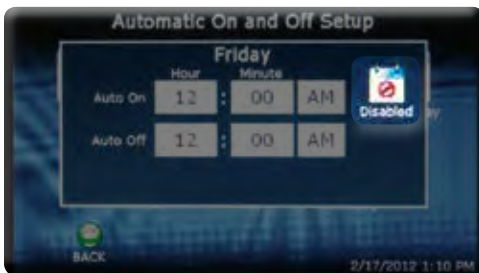 Automatic On and Off Setup
Friday
Hour Minute
Auto On 12 : 00 AM
Disabled
Auto Off 12 : 00 AM
BACK
2/17/2012 1:10 PM